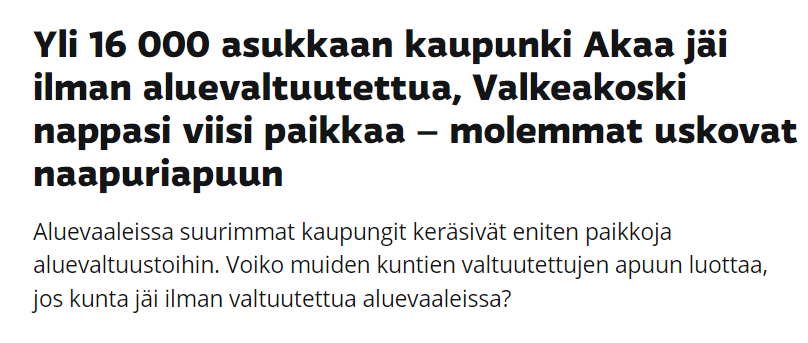 Yli 16 000 asukkaan kaupunki Akaa jäi
ilman aluevaltuutettua, Valkeakoski
nappasi viisi paikkaa – molemmat uskovat
naapuriapuun
Aluevaaleissa suurimmat kaupungit keräsivät eniten paikkoja
aluevaltuustoihin. Voiko muiden kuntien valtuutettujen apuun luottaa,
jos kunta jäi ilman valtuutettua aluevaaleissa?